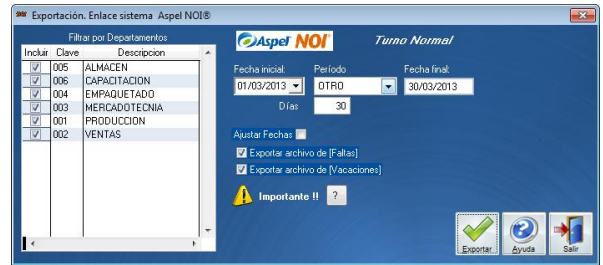 Exportación. Enlace sistema Aspel NOI®
Filtrar por Departamentos
Incluir Clave Descripcion
005 ALMACEN
006 CAPACITACION
004 EMPAQUETADO
003 MERCADOTECNIA
001 PRODUCCION
002 VENTAS
Aspel NOI Turno Normal
Fecha inicial: Período Fecha final:
01/03/2013 OTRO 30/03/2013
Días 30
Ajustar Fechas
Exportar archivo de [Faltas]
Exportar archivo de [Vacaciones]
Importante !! ?
Exportar Ayuda Salir